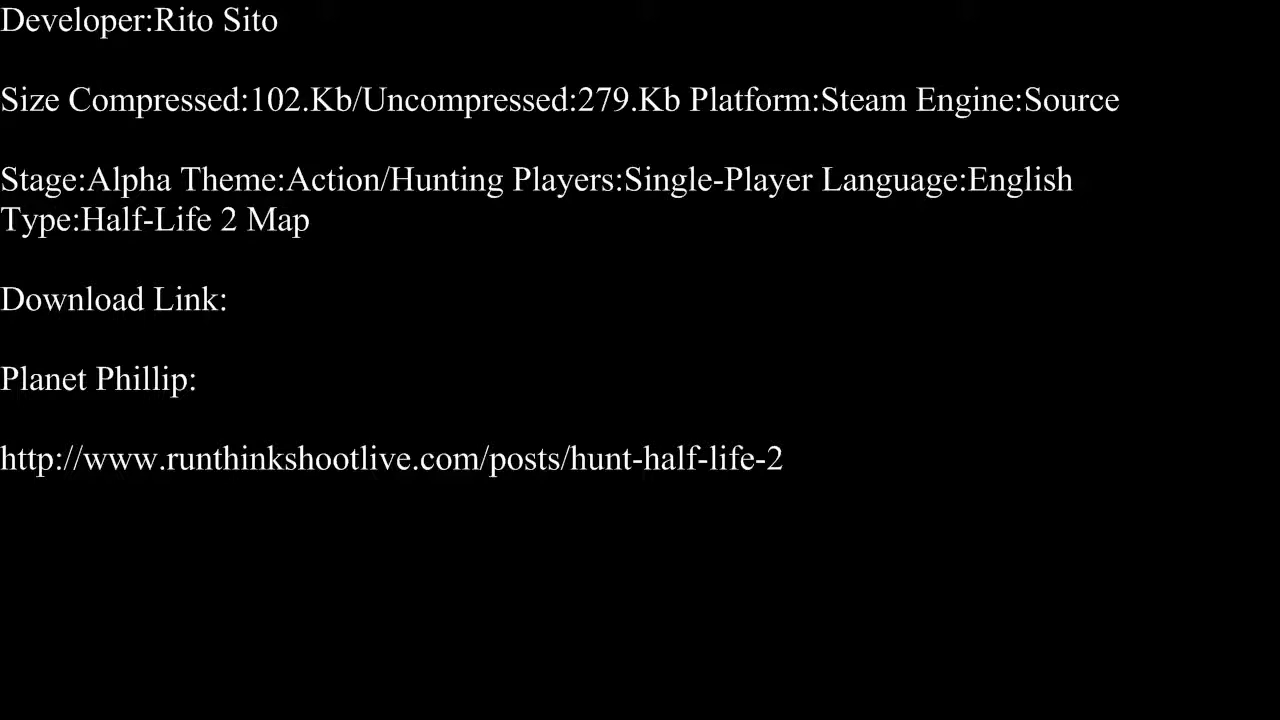 Developer:Rito Sito
Size Compressed:102.Kb/Uncompressed:279.Kb Platform:Steam Engine:Source
Stage:Alpha Theme:Action/Hunting Players:Single-Player Language:English
Type:Half-Life 2 Map
Download Link:
Planet Phillip:
http://www.runthinkshootlive.com/posts/hunt-half-life-2